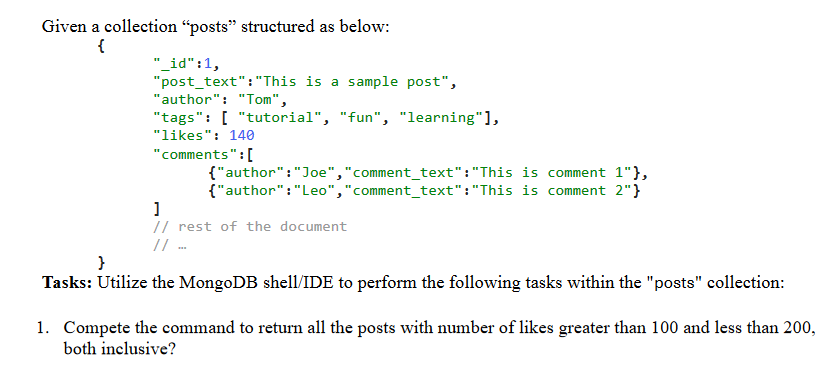 Given a collection “posts” structured as below:
{
"_id":1,
"post_text":"This is a sample post",
"author": "Tom",
"tags": [ "tutorial", "fun", "learning"],
"likes": 140
"comments":[
{"author":"Joe","comment_text":"This is comment 1"},
{"author":"Leo","comment_text":"This is comment 2"}
]
// rest of the document
// …
}
Tasks: Utilize the MongoDB shell/IDE to perform the following tasks within the "posts" collection:
1. Compete the command to return all the posts with number of likes greater than 100 and less than 200,
both inclusive?